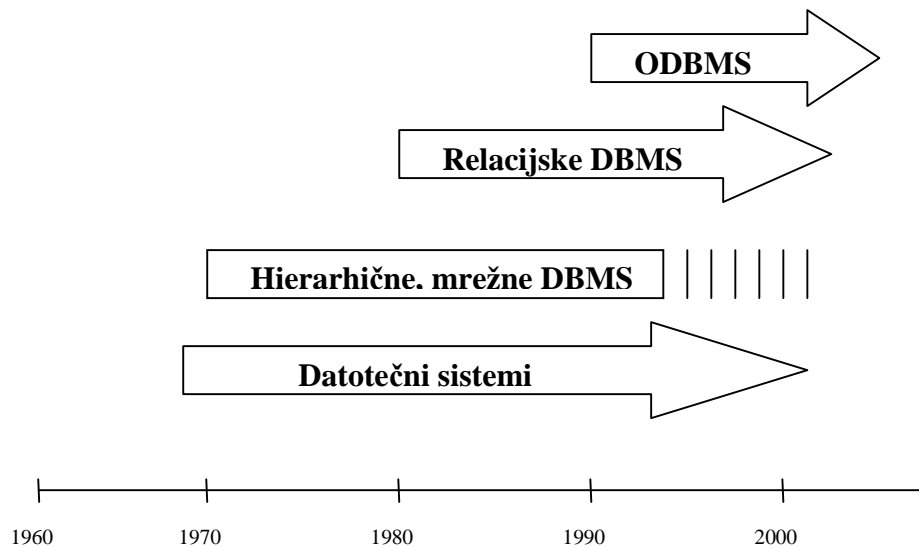 ODBMS
Relacijske DBMS
Hierarhične, mrežne DBMS
Datotečni sistemi
1960 1970 1980 1990 2000